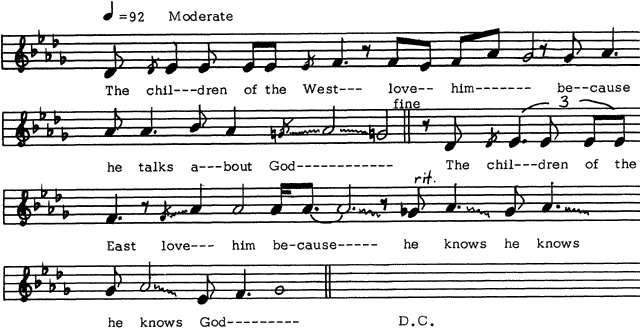 =92 Moderate
The chil---dren of the West--- love-- him------- be--cause
fine
3
he talks a---bout God------------ The chil---dren of the
rit.
East love--- him be-cause----- he knows he knows
he knows God---------
D.C.